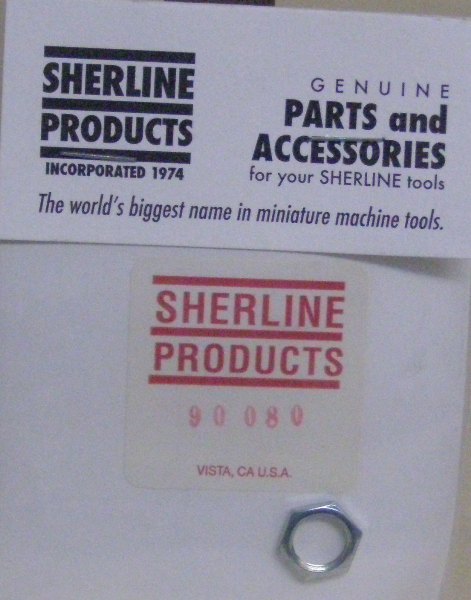 SHERLINE
PRODUCTS
INCORPORATED 1974
GENUINE
PARTS and
ACCESSORIES
for your SHERLINE tools
The world's biggest name in miniature machine tools.
SHERLINE
PRODUCTS
90080
VISTA, CA U.S.A.